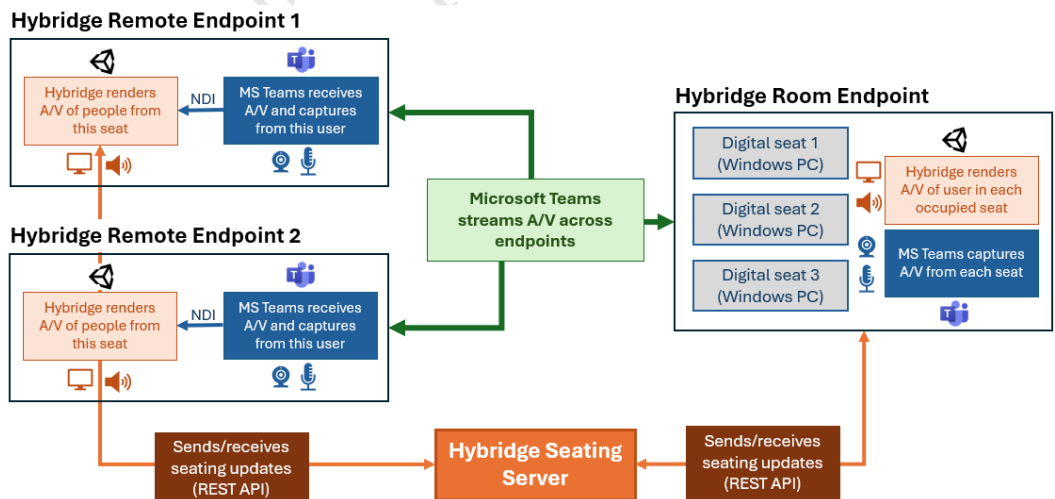 Hybridge Remote Endpoint 1
Hybridge renders
A/V of people from
this seat
NDI
MS Teams receives
A/V and captures
from this user
Hybridge Remote Endpoint 2
Hybridge renders
A/V of people from
this seat
NDI
MS Teams receives
A/V and captures
from this user
Microsoft Teams
streams A/V across
endpoints
Hybridge Room Endpoint
Digital seat 1
(Windows PC)
Digital seat 2
(Windows PC)
Digital seat 3
(Windows PC)
Hybridge renders
A/V of user in each
occupied seat
MS Teams captures
A/V from each seat
Sends/receives
seating updates
(REST API)
Hybridge Seating
Server
Sends/receives
seating updates
(REST API)